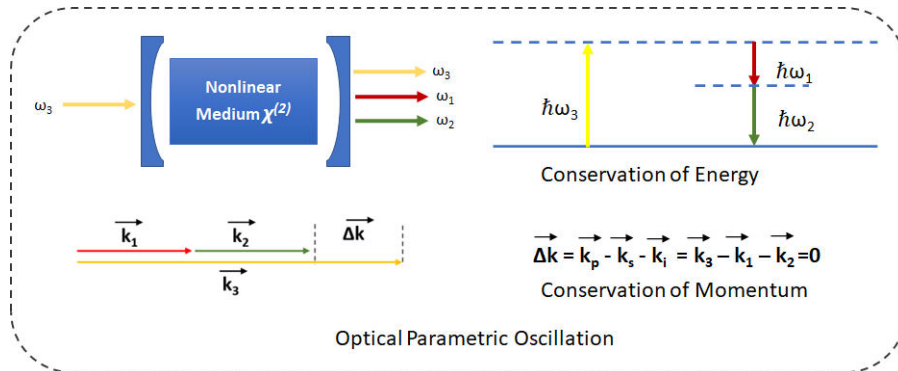 ω₃
Nonlinear
Medium χ⁽²⁾
ω₃
ω₁
ω₂
ħω₃
ħω₁
ħω₂
Conservation of Energy
k₁ k₂ Δk
k₃
Δk = kₚ - kₛ - kᵢ = k₃ – k₁ – k₂=0
Conservation of Momentum
Optical Parametric Oscillation